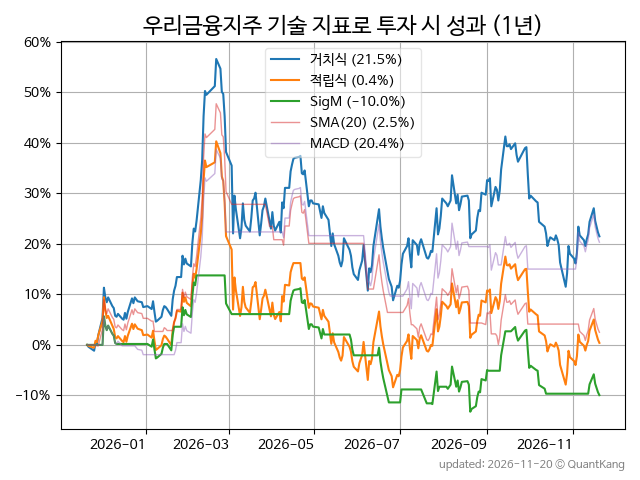 우리금융지주 기술 지표로 투자 시 성과 (1년)
60%
50%
40%
30%
20%
10%
0%
−10%
거치식 (21.5%)
적립식 (0.4%)
SigM (−10.0%)
SMA(20) (2.5%)
MACD (20.4%)
2026-01
2026-03
2026-05
2026-07
2026-09
2026-11
updated: 2026-11-20 © QuantKang